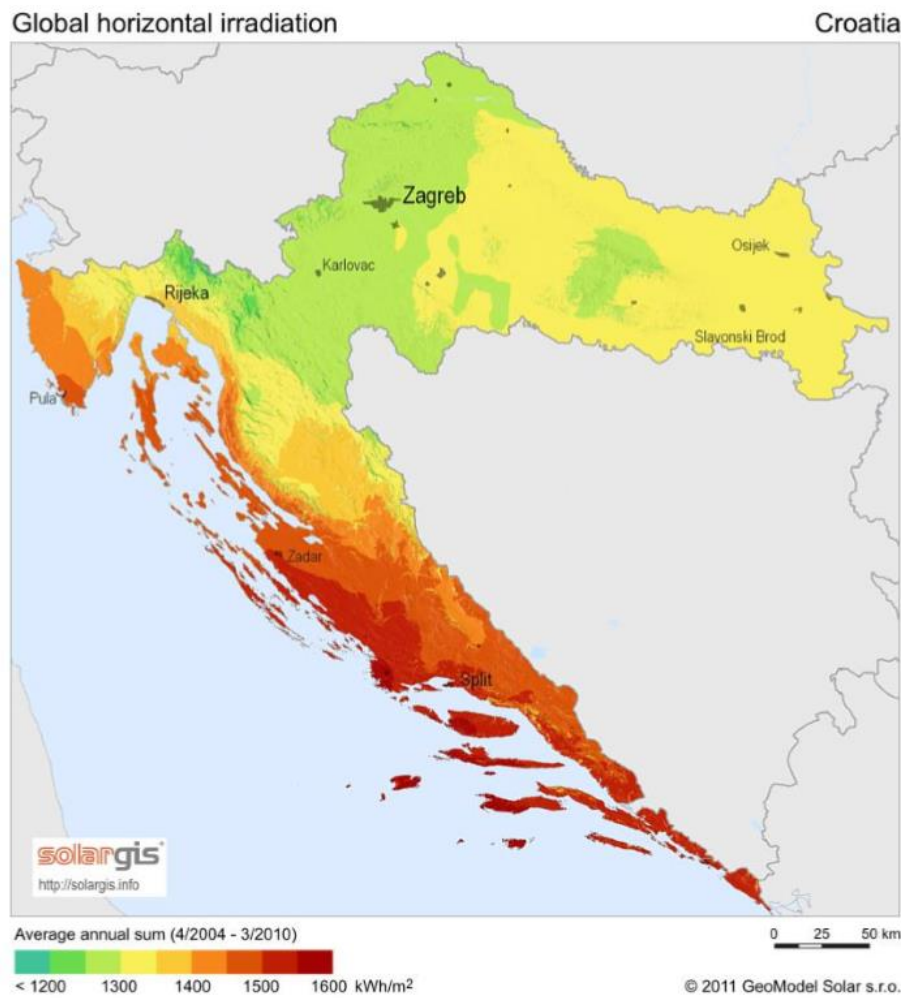 Global horizontal irradiation
Croatia
Zagreb
Osijek
Karlovac
Rijeka
Slavonski Brod
Pula
Zadar
Split
solargis
http://solargis.info
Average annual sum (4/2004 - 3/2010)
0 25 50 km
< 1200 1300 1400 1500 1600 kWh/m²
© 2011 GeoModel Solar s.r.o.